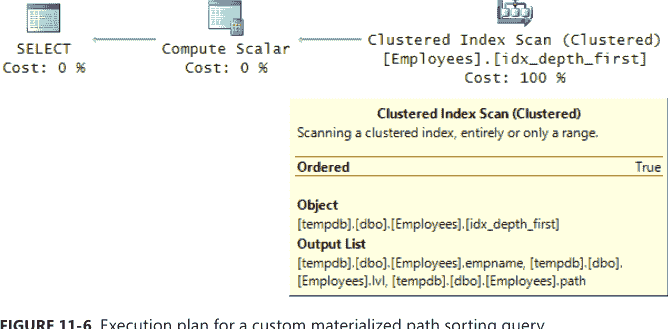 SELECT
Cost: 0 %
Compute Scalar
Cost: 0 %
Clustered Index Scan (Clustered)
[Employees].[idx_depth_first]
Cost: 100 %
Clustered Index Scan (Clustered)
Scanning a clustered index, entirely or only a range.
Ordered True
Object
[tempdb].[dbo].[Employees].[idx_depth_first]
Output List
[tempdb].[dbo].[Employees].empname, [tempdb].[dbo].
[Employees].lvl, [tempdb].[dbo].[Employees].path
FIGURE 11-6 Execution plan for a custom materialized path sorting query